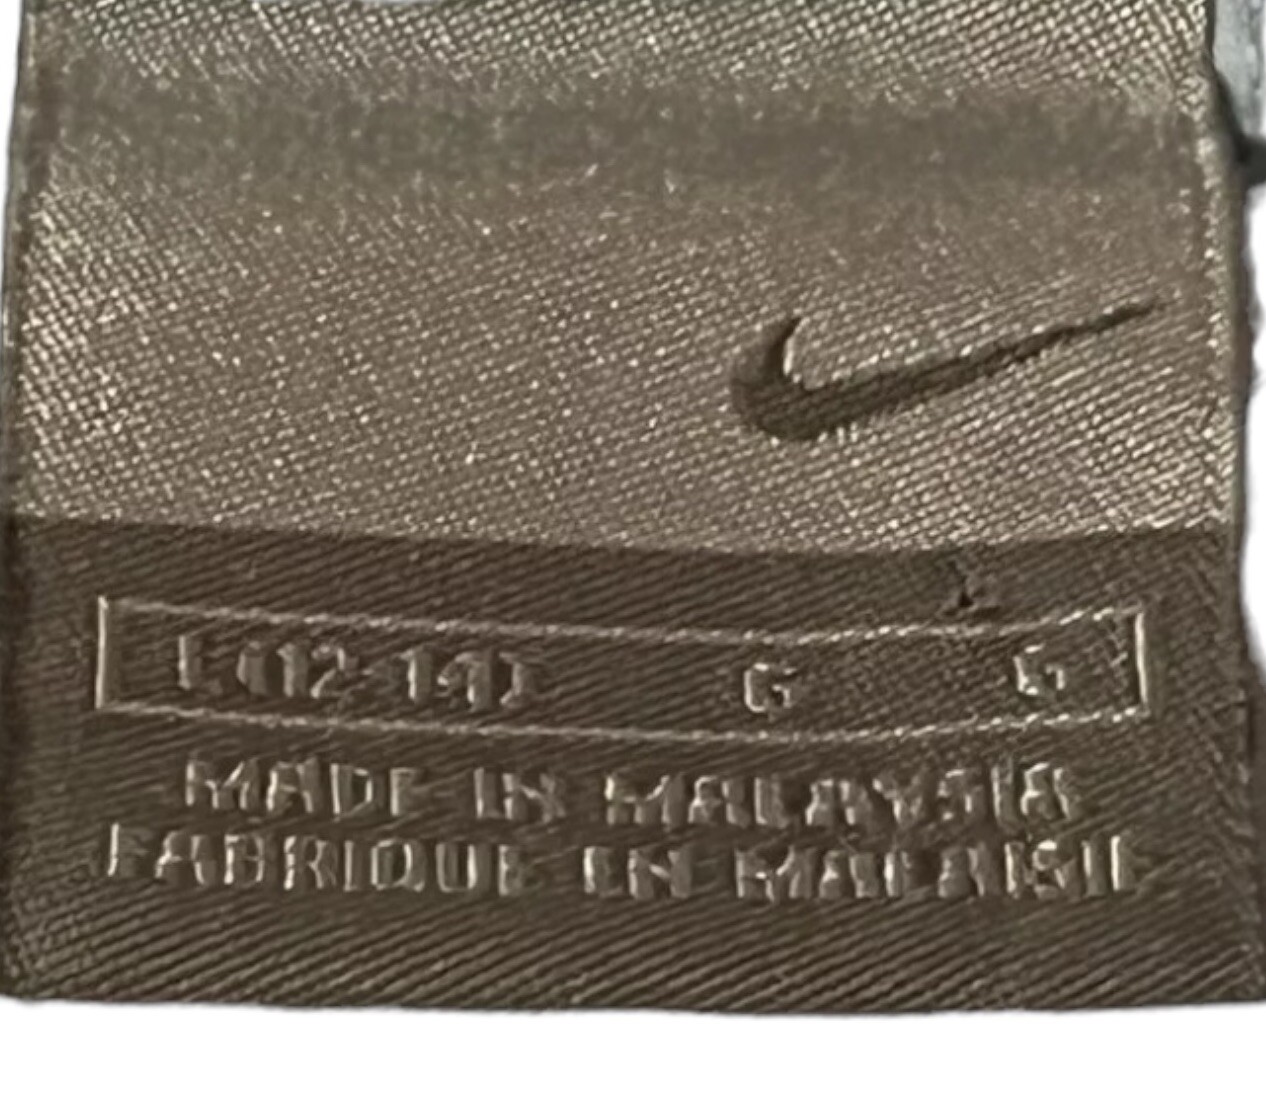 L (12-14) G G
MADE IN MALAYSIA
FABRIQUE EN MALAISIE